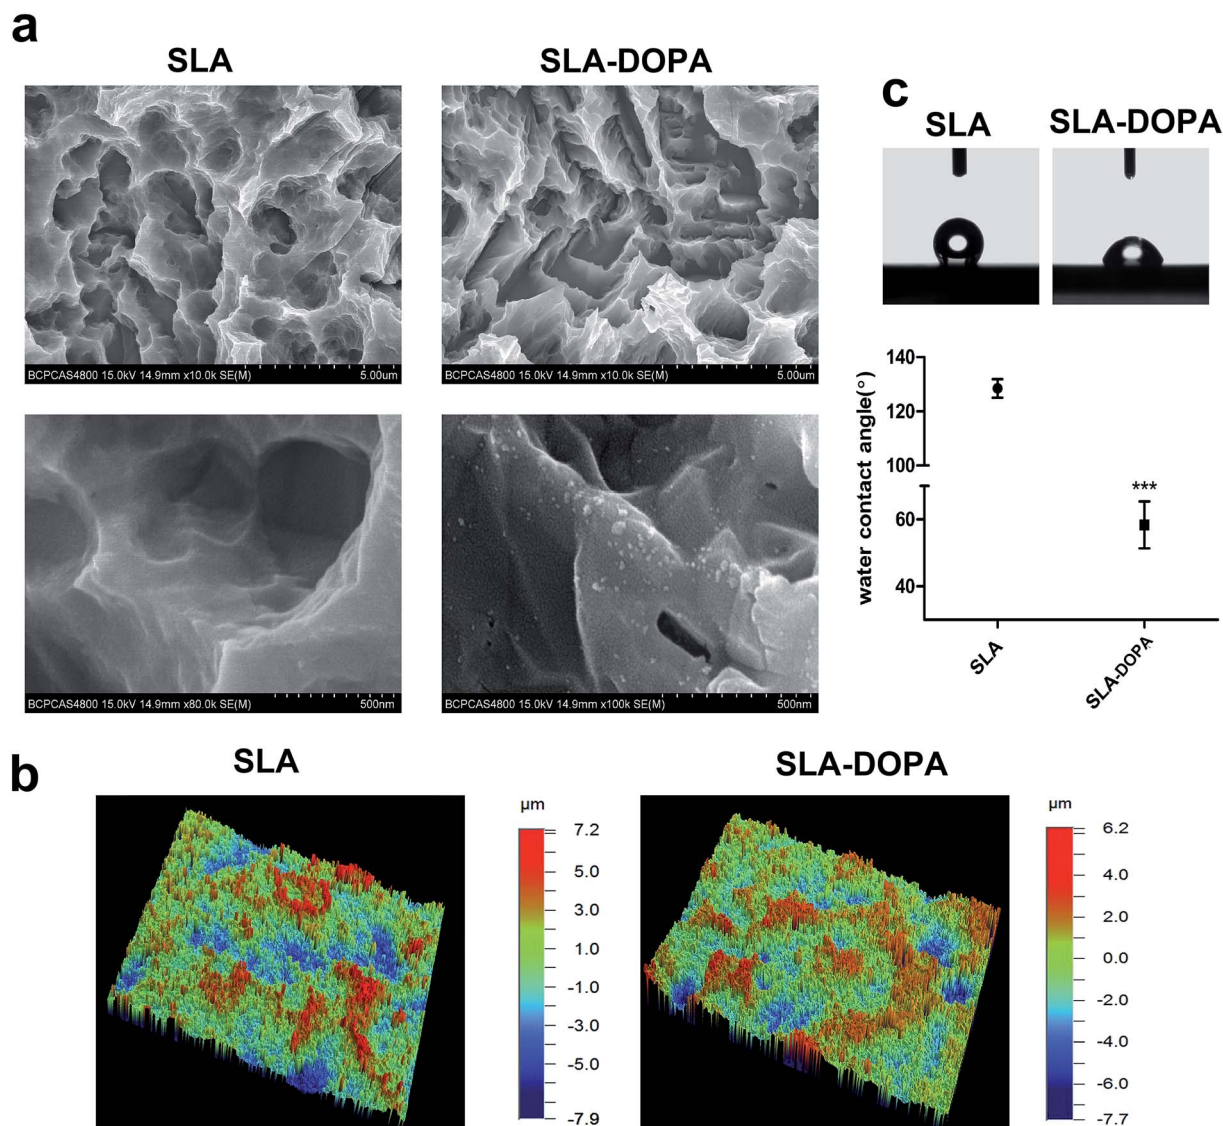 a
SLA
SLA-DOPA
BCPCAS4800 15.0kV 14.9mm x10.0k SE(M) 5.00um
BCPCAS4800 15.0kV 14.9mm x10.0k SE(M) 5.00um
BCPCAS4800 15.0kV 14.9mm x80.0k SE(M) 500nm
BCPCAS4800 15.0kV 14.9mm x100k SE(M) 500nm
c
SLA
SLA-DOPA
water contact angle(°)
140
120
100
60
40
***
SLA
SLA-DOPA
b
SLA
µm
7.2
5.0
3.0
1.0
-1.0
-3.0
-5.0
-7.9
SLA-DOPA
µm
6.2
4.0
2.0
0.0
-2.0
-4.0
-6.0
-7.7